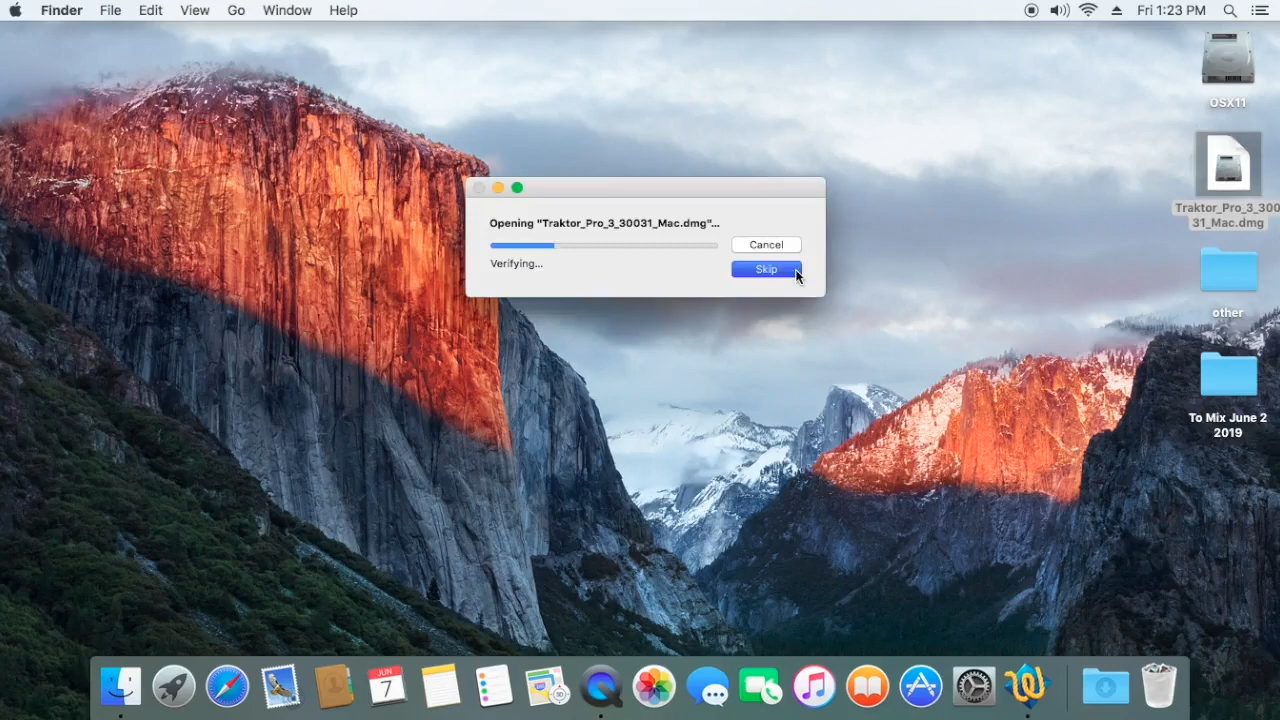 Finder File Edit View Go Window Help Fri 1:23 PM
OSX11
Traktor_Pro_3_300
31_Mac.dmg
other
To Mix June 2
2019
Opening "Traktor_Pro_3_30031_Mac.dmg"...
Cancel
Verifying...
Skip
JUN
7